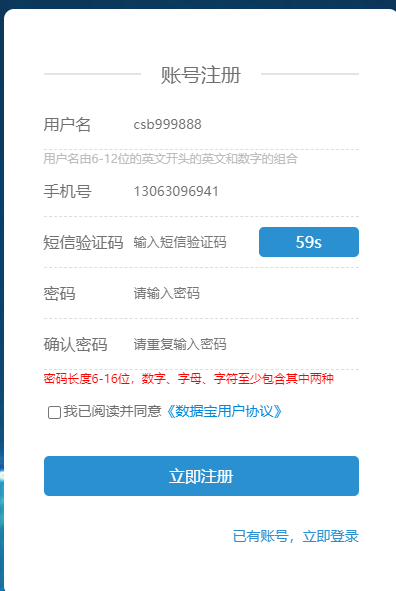 账号注册
用户名 csb999888
用户名由6-12位的英文开头的英文和数字的组合
手机号 13063096941
短信验证码 输入短信验证码 59s
密码 请输入密码
确认密码 请重复输入密码
密码长度6-16位，数字、字母、字符至少包含其中两种
我已阅读并同意《数据宝用户协议》
立即注册
已有账号，立即登录